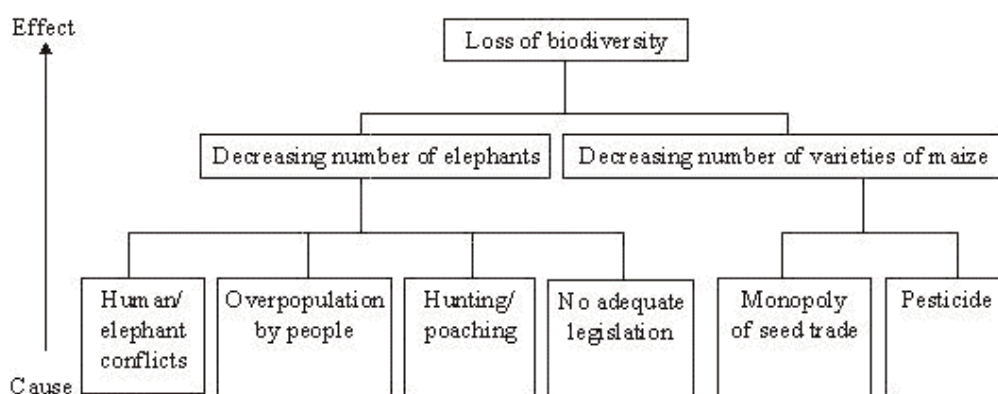 Effect
Loss of biodiversity
Decreasing number of elephants
Decreasing number of varieties of maize
Human/
elephant
conflicts
Overpopulation
by people
Hunting/
poaching
No adequate
legislation
Monopoly
of seed trade
Pesticide
Cause